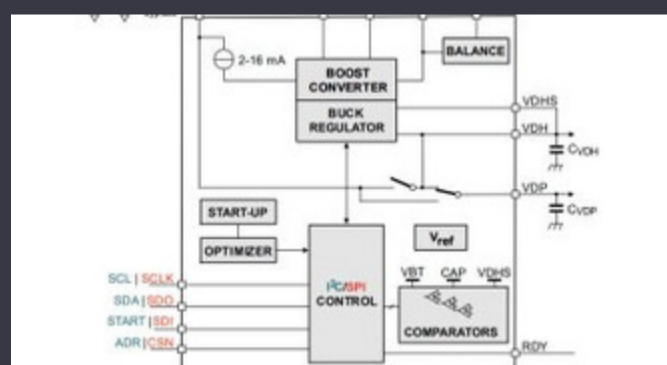 2-16 mA
BALANCE
BOOST
CONVERTER
BUCK
REGULATOR
VDHS
VDH
CVDH
VDP
CVDP
START-UP
OPTIMIZER
Vref
SCL | SCLK
SDA | SDO
START | SDI
ADR | CSN
I²C/SPI
CONTROL
VBT CAP VDHS
COMPARATORS
RDY